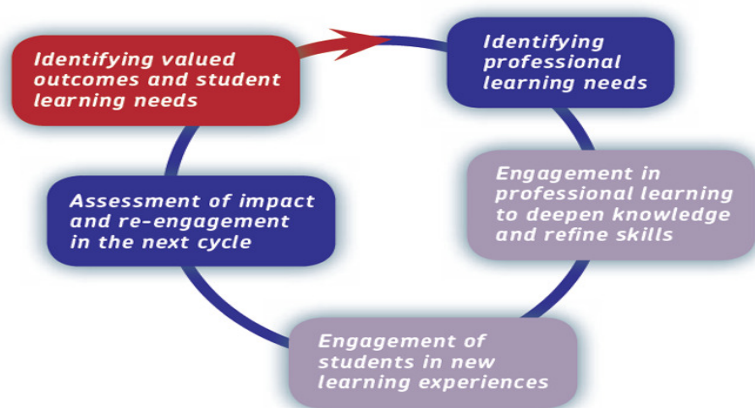 Identifying valued
outcomes and student
learning needs
Identifying
professional
learning needs
Engagement in
professional learning
to deepen knowledge
and refine skills
Engagement of
students in new
learning experiences
Assessment of impact
and re-engagement
in the next cycle